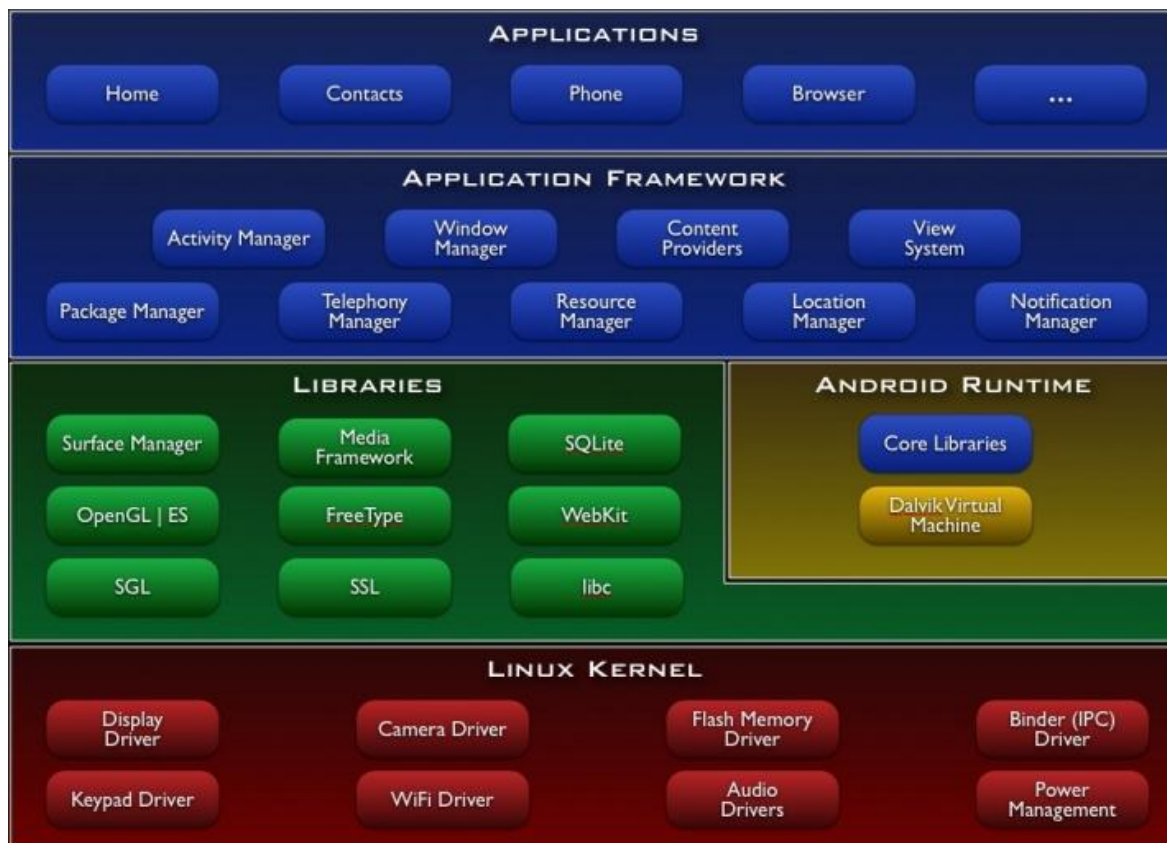 APPLICATIONS
Home
Contacts
Phone
Browser
...
APPLICATION FRAMEWORK
Activity Manager
Window
Manager
Content
Providers
View
System
Package Manager
Telephony
Manager
Resource
Manager
Location
Manager
Notification
Manager
LIBRARIES
Surface Manager
Media
Framework
SQLite
OpenGL | ES
FreeType
WebKit
SGL
SSL
libc
ANDROID RUNTIME
Core Libraries
Dalvik Virtual
Machine
LINUX KERNEL
Display
Driver
Camera Driver
Flash Memory
Driver
Binder (IPC)
Driver
Keypad Driver
WiFi Driver
Audio
Drivers
Power
Management